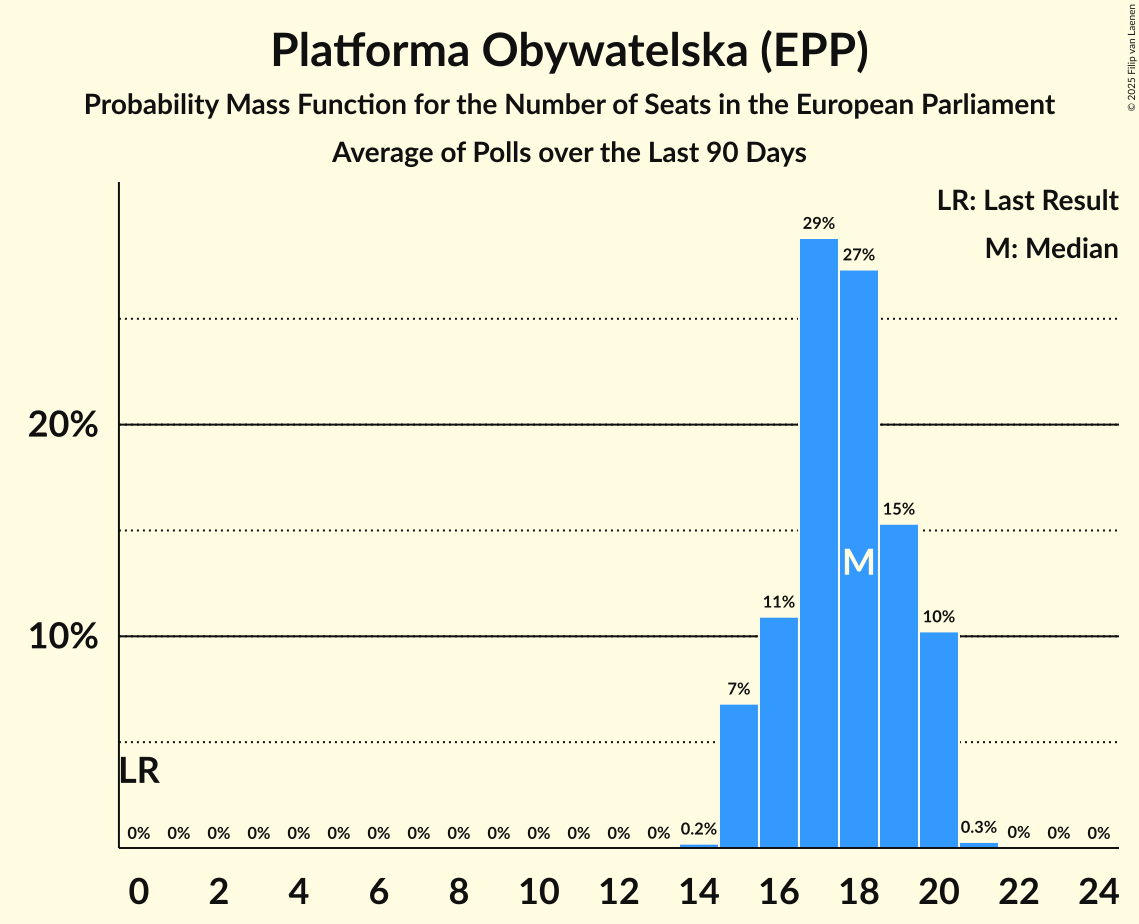 Platforma Obywatelska (EPP)
Probability Mass Function for the Number of Seats in the European Parliament
Average of Polls over the Last 90 Days
© 2025 Filip van Laenen
LR: Last Result
M: Median
29%
27%
20%
15%
M
11%
10%
10%
7%
LR
0% 0% 0% 0% 0% 0% 0% 0% 0% 0% 0% 0% 0% 0% 0.2% 0.3% 0% 0% 0%
0 2 4 6 8 10 12 14 16 18 20 22 24